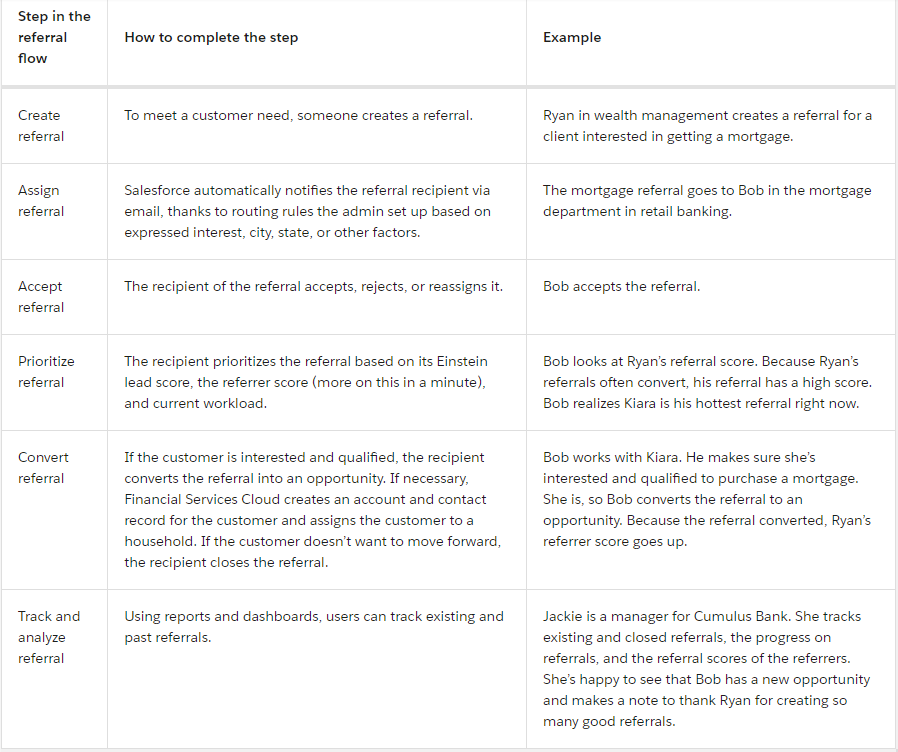 Step in the
referral
flow
How to complete the step
Example
Create
referral
To meet a customer need, someone creates a referral.
Ryan in wealth management creates a referral for a
client interested in getting a mortgage.
Assign
referral
Salesforce automatically notifies the referral recipient via
email, thanks to routing rules the admin set up based on
expressed interest, city, state, or other factors.
The mortgage referral goes to Bob in the mortgage
department in retail banking.
Accept
referral
The recipient of the referral accepts, rejects, or reassigns it.
Bob accepts the referral.
Prioritize
referral
The recipient prioritizes the referral based on its Einstein
lead score, the referrer score (more on this in a minute),
and current workload.
Bob looks at Ryan’s referral score. Because Ryan’s
referrals often convert, his referral has a high score.
Bob realizes Kiara is his hottest referral right now.
Convert
referral
If the customer is interested and qualified, the recipient
converts the referral into an opportunity. If necessary,
Financial Services Cloud creates an account and contact
record for the customer and assigns the customer to a
household. If the customer doesn’t want to move forward,
the recipient closes the referral.
Bob works with Kiara. He makes sure she’s
interested and qualified to purchase a mortgage.
She is, so Bob converts the referral to an
opportunity. Because the referral converted, Ryan’s
referrer score goes up.
Track and
analyze
referral
Using reports and dashboards, users can track existing and
past referrals.
Jackie is a manager for Cumulus Bank. She tracks
existing and closed referrals, the progress on
referrals, and the referral scores of the referrers.
She’s happy to see that Bob has a new opportunity
and makes a note to thank Ryan for creating so
many good referrals.